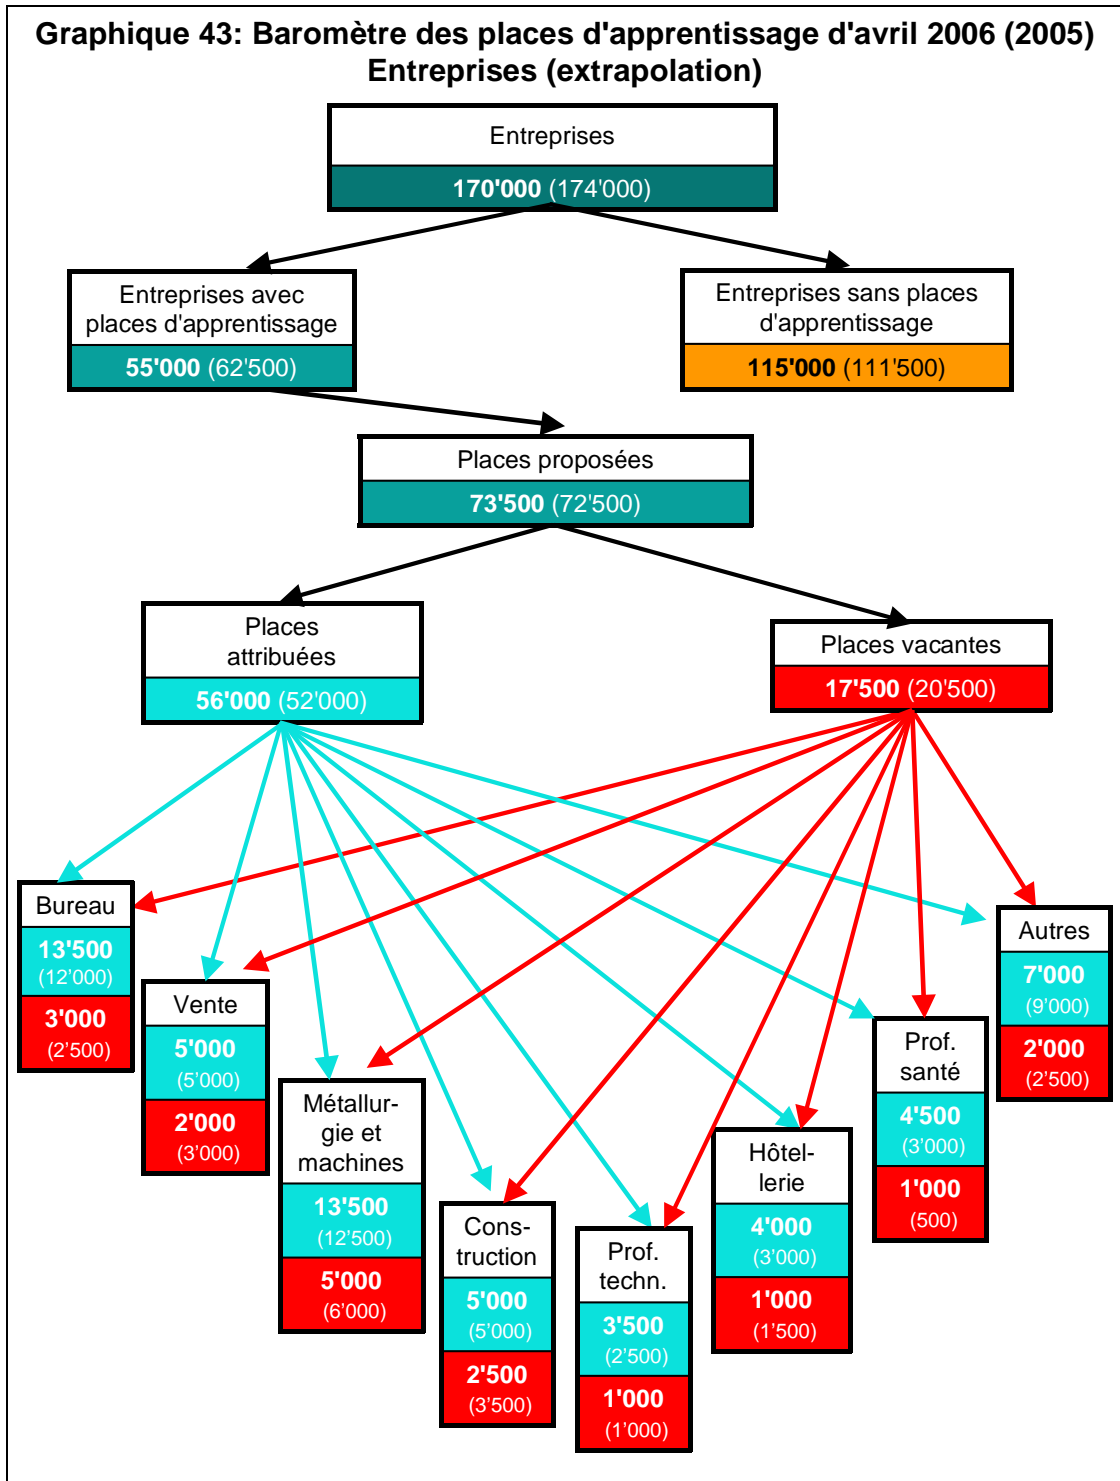 Graphique 43: Baromètre des places d'apprentissage d'avril 2006 (2005)
Entreprises (extrapolation)
Entreprises
170'000 (174'000)
Entreprises avec
places d'apprentissage
55'000 (62'500)
Entreprises sans places
d'apprentissage
115'000 (111'500)
Places proposées
73'500 (72'500)
Places
attribuées
56'000 (52'000)
Places vacantes
17'500 (20'500)
Bureau
13'500
(12'000)
3'000
(2'500)
Vente
5'000
(5'000)
2'000
(3'000)
Métallur-
gie et
machines
13'500
(12'500)
5'000
(6'000)
Cons-
truction
5'000
(5'000)
2'500
(3'500)
Prof.
techn.
3'500
(2'500)
1'000
(1'000)
Hôtel-
lerie
4'000
(3'000)
1'000
(1'500)
Prof.
santé
4'500
(3'000)
1'000
(500)
Autres
7'000
(9'000)
2'000
(2'500)